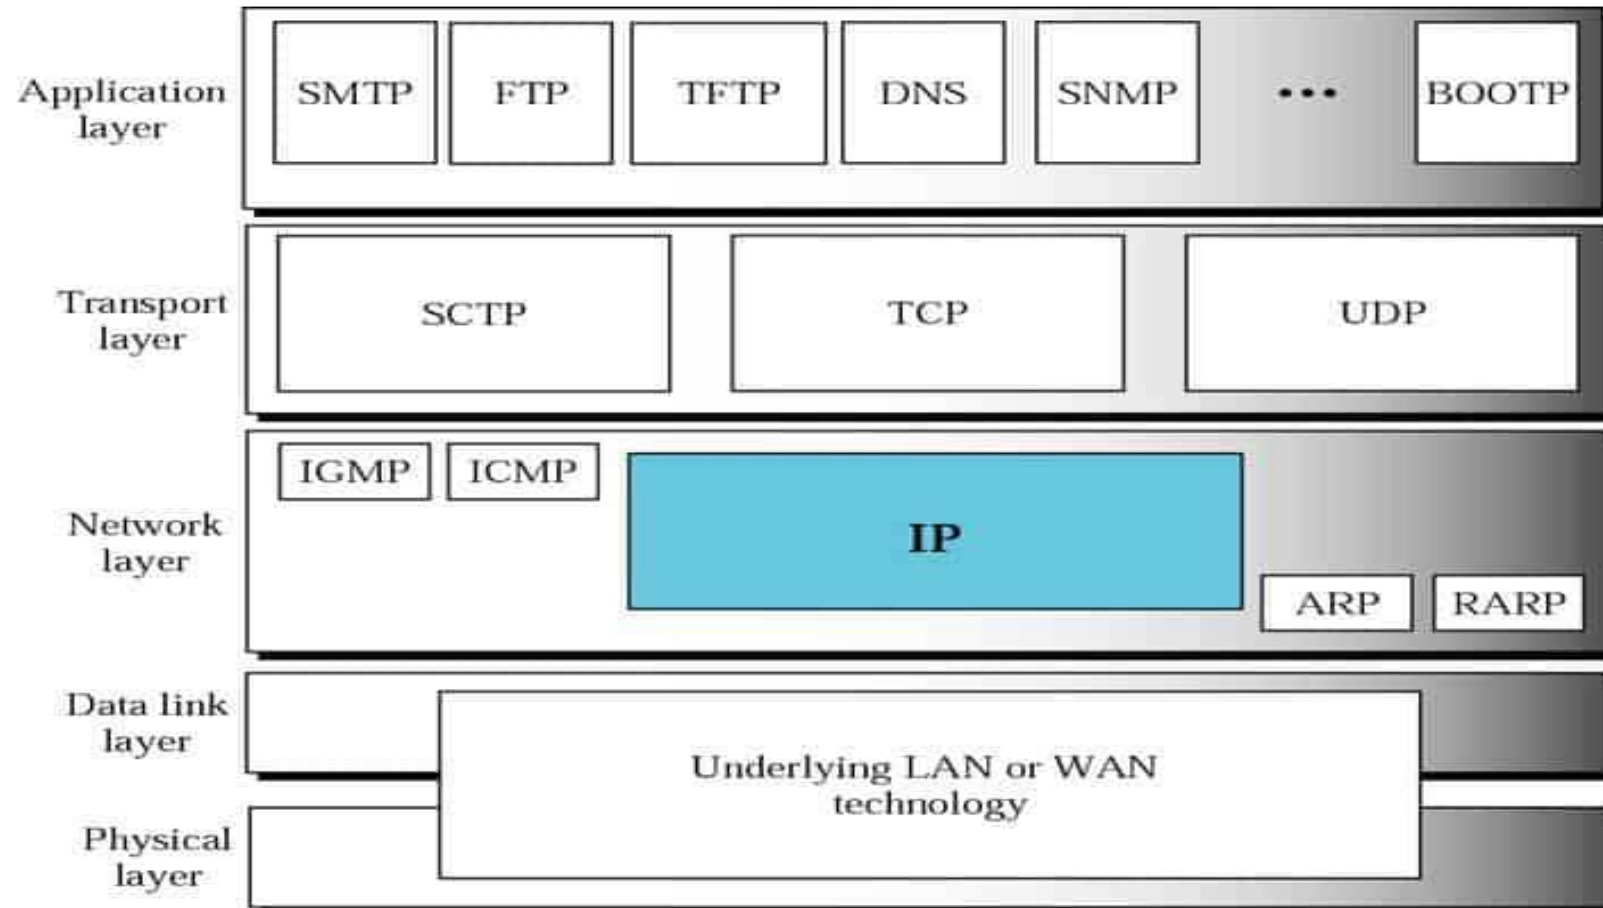 Application
layer
SMTP
FTP
TFTP
DNS
SNMP
•••
BOOTP
Transport
layer
SCTP
TCP
UDP
Network
layer
IGMP
ICMP
IP
ARP
RARP
Data link
layer
Underlying LAN or WAN
technology
Physical
layer